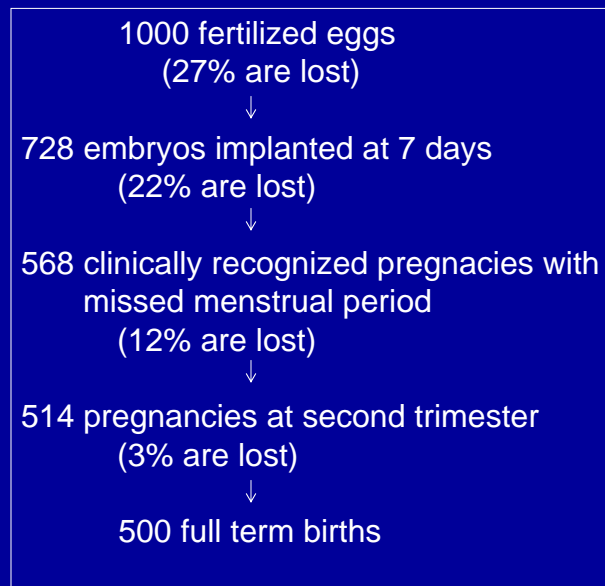 1000 fertilized eggs
(27% are lost)
↓
728 embryos implanted at 7 days
(22% are lost)
↓
568 clinically recognized pregnacies with
missed menstrual period
(12% are lost)
↓
514 pregnancies at second trimester
(3% are lost)
↓
500 full term births